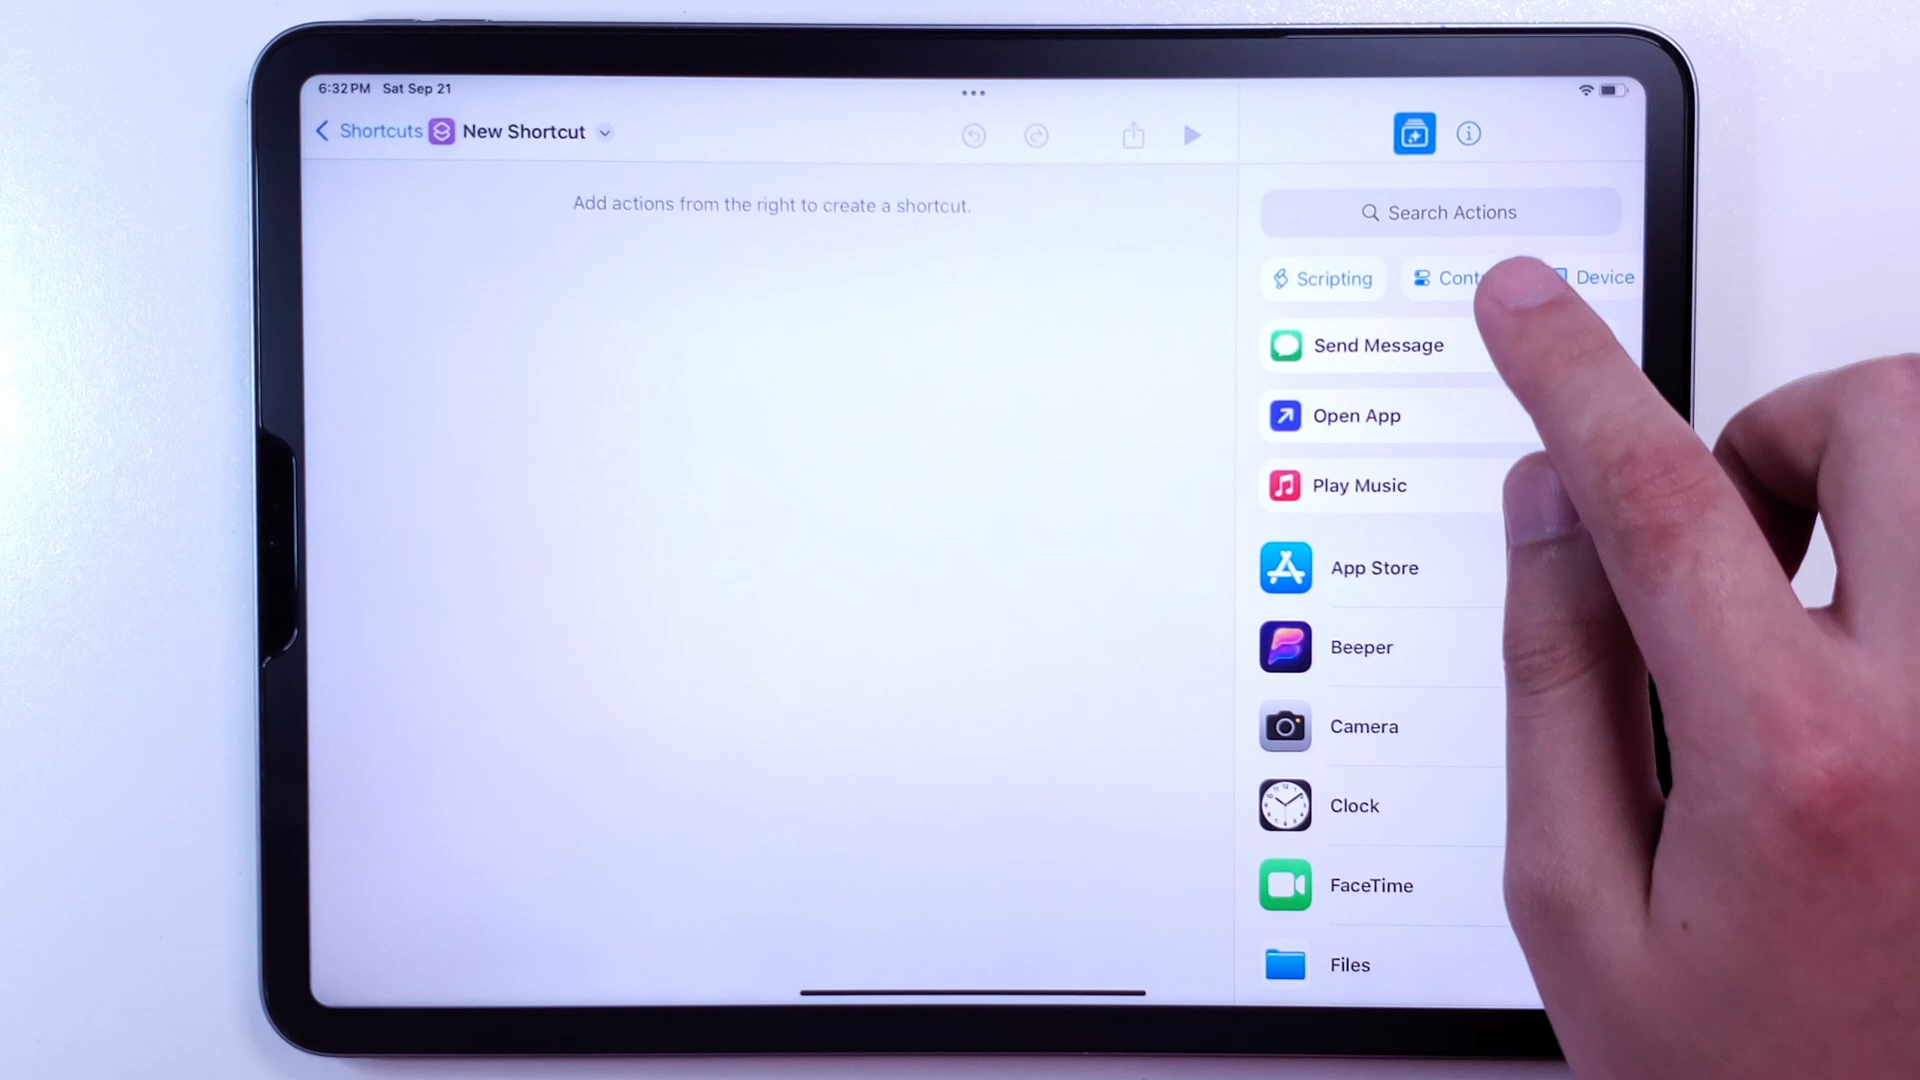 6:32 PM Sat Sep 21
Shortcuts New Shortcut
Add actions from the right to create a shortcut.
Search Actions
Scripting Cont Device
Send Message
Open App
Play Music
App Store
Beeper
Camera
Clock
FaceTime
Files